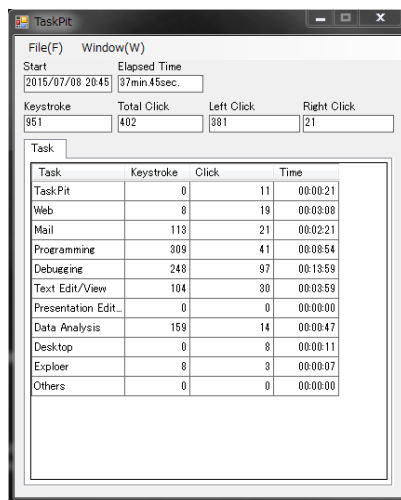 TaskPit
File(F) Window(W)
Start Elapsed Time
2015/07/08 20:45 37min.45sec.
Keystroke Total Click Left Click Right Click
951 402 381 21
Task
Task Keystroke Click Time
TaskPit 0 11 00:00:21
Web 8 19 00:03:08
Mail 113 21 00:02:21
Programming 309 41 00:08:54
Debugging 248 97 00:13:59
Text Edit/View 104 30 00:03:59
Presentation Edit... 0 0 00:00:00
Data Analysis 159 14 00:00:47
Desktop 0 8 00:00:11
Exploer 8 3 00:00:07
Others 0 0 00:00:00